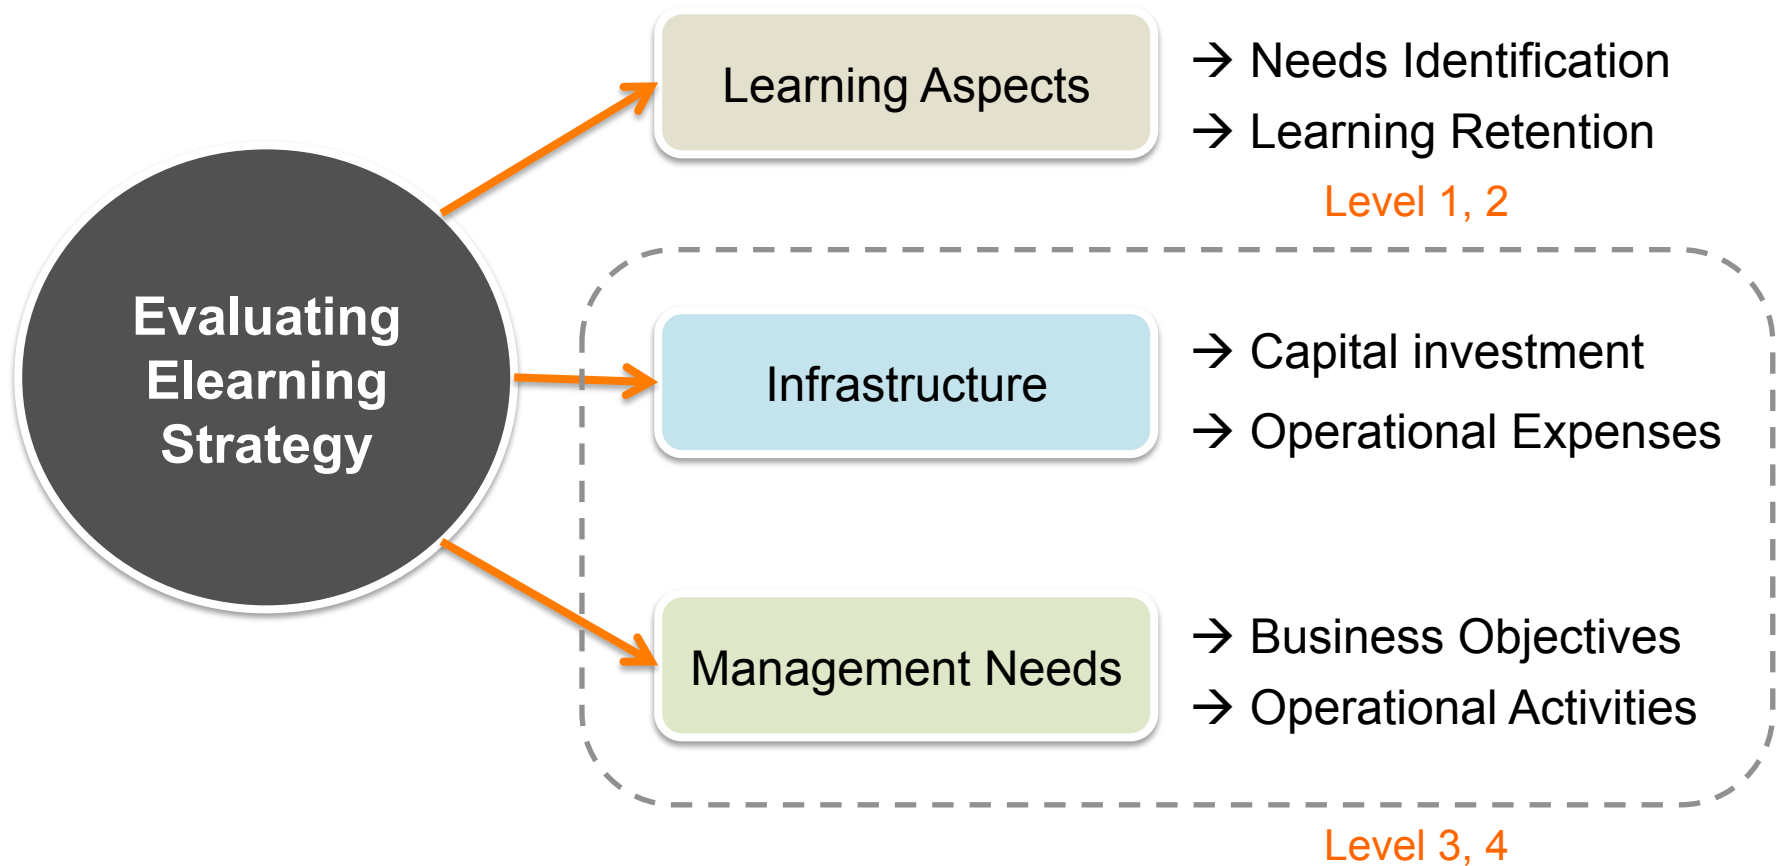 Evaluating
Elearning
Strategy
Learning Aspects
→ Needs Identification
→ Learning Retention
Level 1, 2
Infrastructure
→ Capital investment
→ Operational Expenses
Management Needs
→ Business Objectives
→ Operational Activities
Level 3, 4